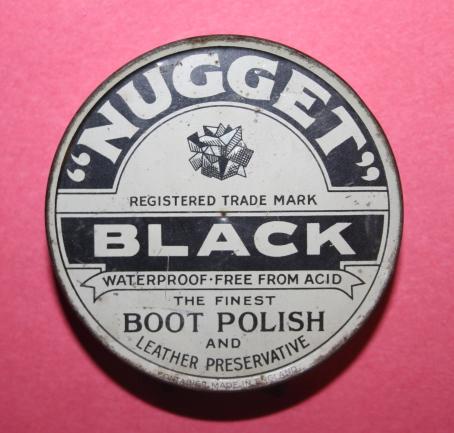 "NUGGET"
REGISTERED TRADE MARK
BLACK
WATERPROOF·FREE FROM ACID
THE FINEST
BOOT POLISH
AND
LEATHER PRESERVATIVE
CONTAINER MADE IN ENGLAND